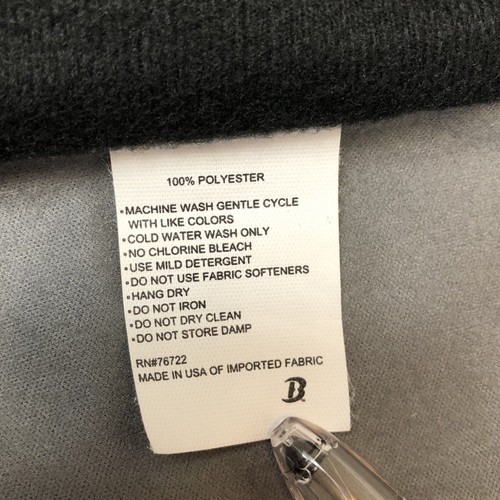 100% POLYESTER
•MACHINE WASH GENTLE CYCLE
WITH LIKE COLORS
•COLD WATER WASH ONLY
•NO CHLORINE BLEACH
•USE MILD DETERGENT
•DO NOT USE FABRIC SOFTENERS
•HANG DRY
•DO NOT IRON
•DO NOT DRY CLEAN
•DO NOT STORE DAMP
RN#76722
MADE IN USA OF IMPORTED FABRIC
B